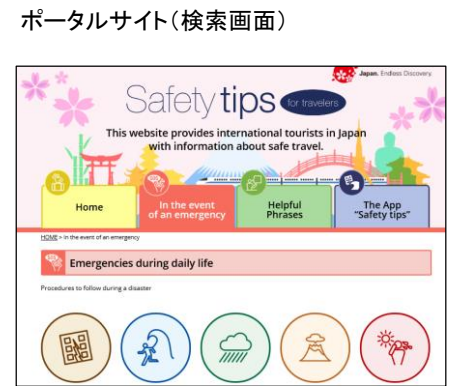 ポータルサイト(検索画面)
Japan. Endless Discovery.
Safety tips for travelers
This website provides international tourists in Japan
with information about safe travel.
Home
In the event
of an emergency
Helpful
Phrases
The App
"Safety tips"
HOME > In the event of an emergency
Emergencies during daily life
Procedures to follow during a disaster